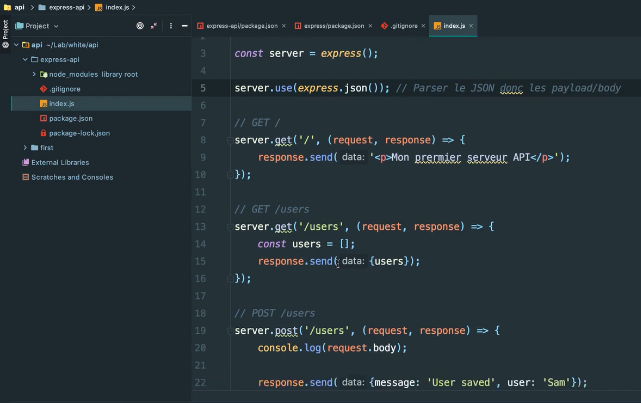 api > express-api > index.js >
Project
Project
express-api/package.json ×
express/package.json ×
.gitignore ×
index.js ×
api ~/Lab/white/api
express-api
node_modules library root
.gitignore
index.js
package.json
package-lock.json
first
External Libraries
Scratches and Consoles
3 const server = express();
4
5 server.use(express.json()); // Parser le JSON donc les payload/body
6
7 // GET /
8 server.get('/', (request, response) => {
9 response.send( data: '<p>Mon prermier serveur API</p>');
10 });
11
12 // GET /users
13 server.get('/users', (request, response) => {
14 const users = [];
15 response.send( data: {users});
16 });
17
18 // POST /users
19 server.post('/users', (request, response) => {
20 console.log(request.body);
21
22 response.send( data: {message: 'User saved', user: 'Sam'});